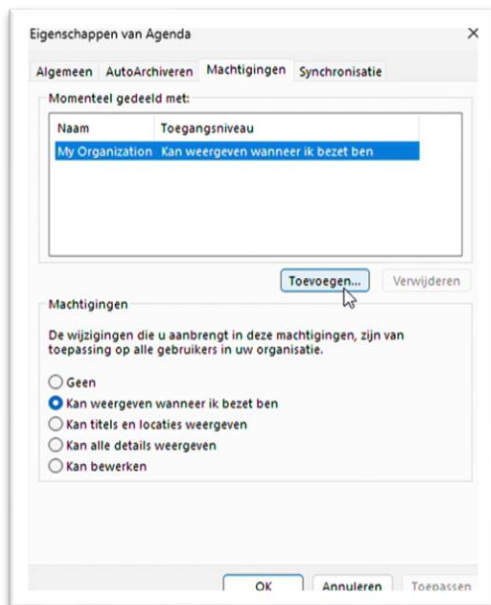 Eigenschappen van Agenda
Algemeen AutoArchiveren Machtigingen Synchronisatie
Momenteel gedeeld met:
Naam Toegangsniveau
My Organization Kan weergeven wanneer ik bezet ben
Toevoegen... Verwijderen
Machtigingen
De wijzigingen die u aanbrengt in deze machtigingen, zijn van
toepassing op alle gebruikers in uw organisatie.
Geen
Kan weergeven wanneer ik bezet ben
Kan titels en locaties weergeven
Kan alle details weergeven
Kan bewerken
OK Annuleren Toepassen